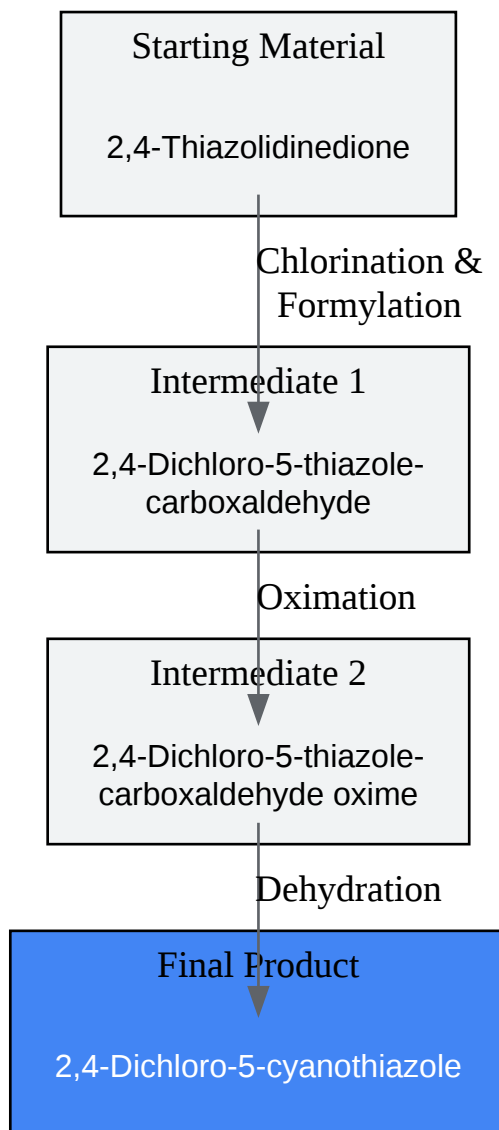 Starting Material
2,4-Thiazolidinedione
Chlorination &
Formylation
Intermediate 1
2,4-Dichloro-5-thiazole-
carboxaldehyde
Oximation
Intermediate 2
2,4-Dichloro-5-thiazole-
carboxaldehyde oxime
Dehydration
Final Product
2,4-Dichloro-5-cyanothiazole